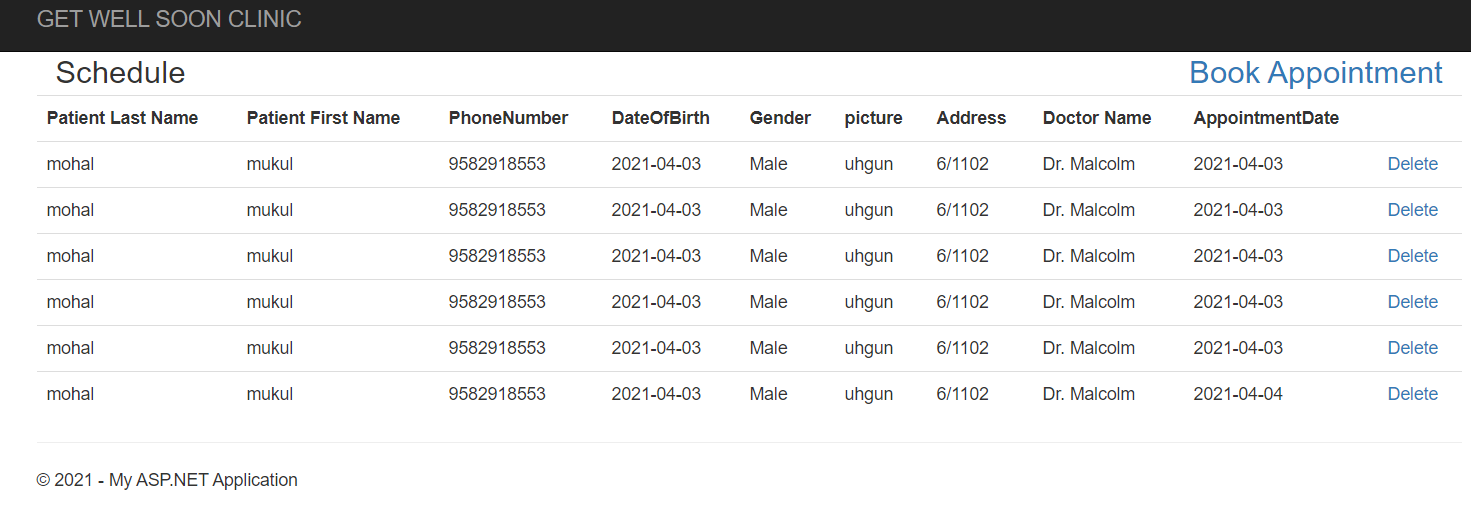 GET WELL SOON CLINIC
Schedule Book Appointment
Patient Last Name Patient First Name PhoneNumber DateOfBirth Gender picture Address Doctor Name AppointmentDate
mohal mukul 9582918553 2021-04-03 Male uhgun 6/1102 Dr. Malcolm 2021-04-03 Delete
mohal mukul 9582918553 2021-04-03 Male uhgun 6/1102 Dr. Malcolm 2021-04-03 Delete
mohal mukul 9582918553 2021-04-03 Male uhgun 6/1102 Dr. Malcolm 2021-04-03 Delete
mohal mukul 9582918553 2021-04-03 Male uhgun 6/1102 Dr. Malcolm 2021-04-03 Delete
mohal mukul 9582918553 2021-04-03 Male uhgun 6/1102 Dr. Malcolm 2021-04-03 Delete
mohal mukul 9582918553 2021-04-03 Male uhgun 6/1102 Dr. Malcolm 2021-04-04 Delete
© 2021 - My ASP.NET Application